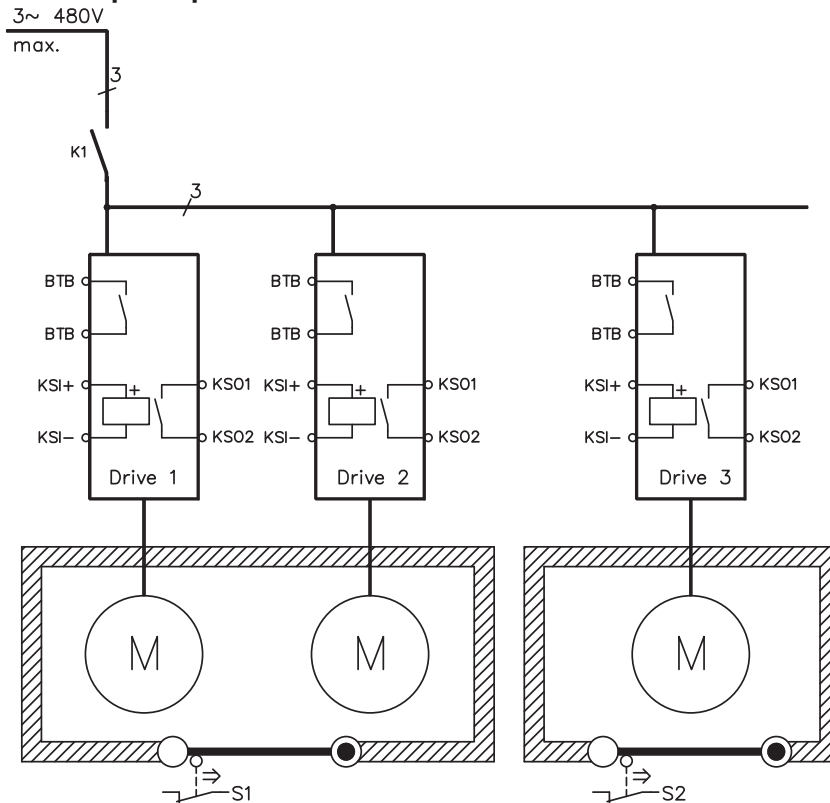 3~ 480V
max.
3
K1
3
BTB
BTB
KSI+
KSI−
+
KSO1
KSO2
Drive 1
BTB
BTB
KSI+
KSI−
+
KSO1
KSO2
Drive 2
BTB
BTB
KSI+
KSI−
+
KSO1
KSO2
Drive 3
M
M
M
S1
S2